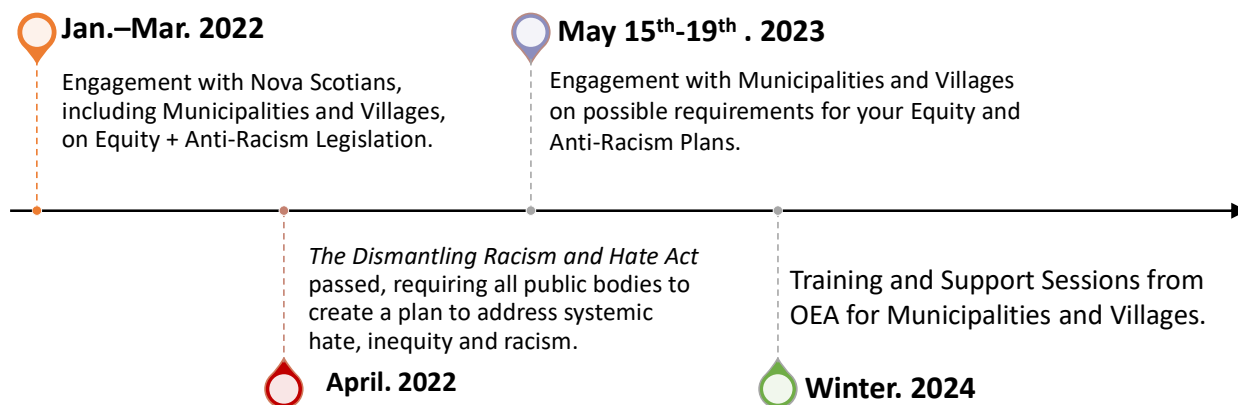 Jan.–Mar. 2022
Engagement with Nova Scotians,
including Municipalities and Villages,
on Equity + Anti-Racism Legislation.
May 15th-19th . 2023
Engagement with Municipalities and Villages
on possible requirements for your Equity and
Anti-Racism Plans.
The Dismantling Racism and Hate Act
passed, requiring all public bodies to
create a plan to address systemic
hate, inequity and racism.
April. 2022
Training and Support Sessions from
OEA for Municipalities and Villages.
Winter. 2024